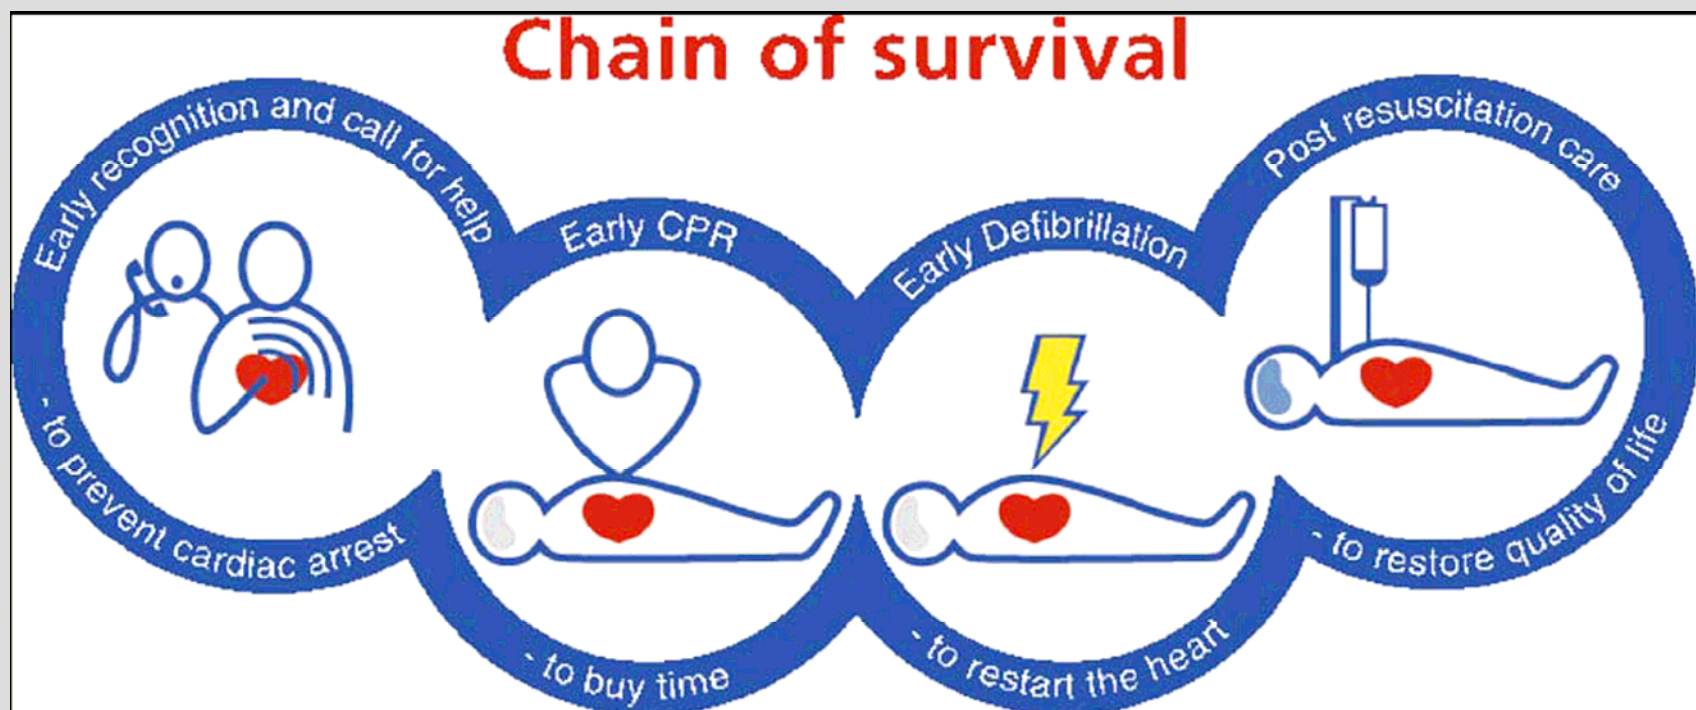 Chain of survival
Early recognition and call for help
- to prevent cardiac arrest
Early CPR
- to buy time
Early Defibrillation
- to restart the heart
Post resuscitation care
- to restore quality of life